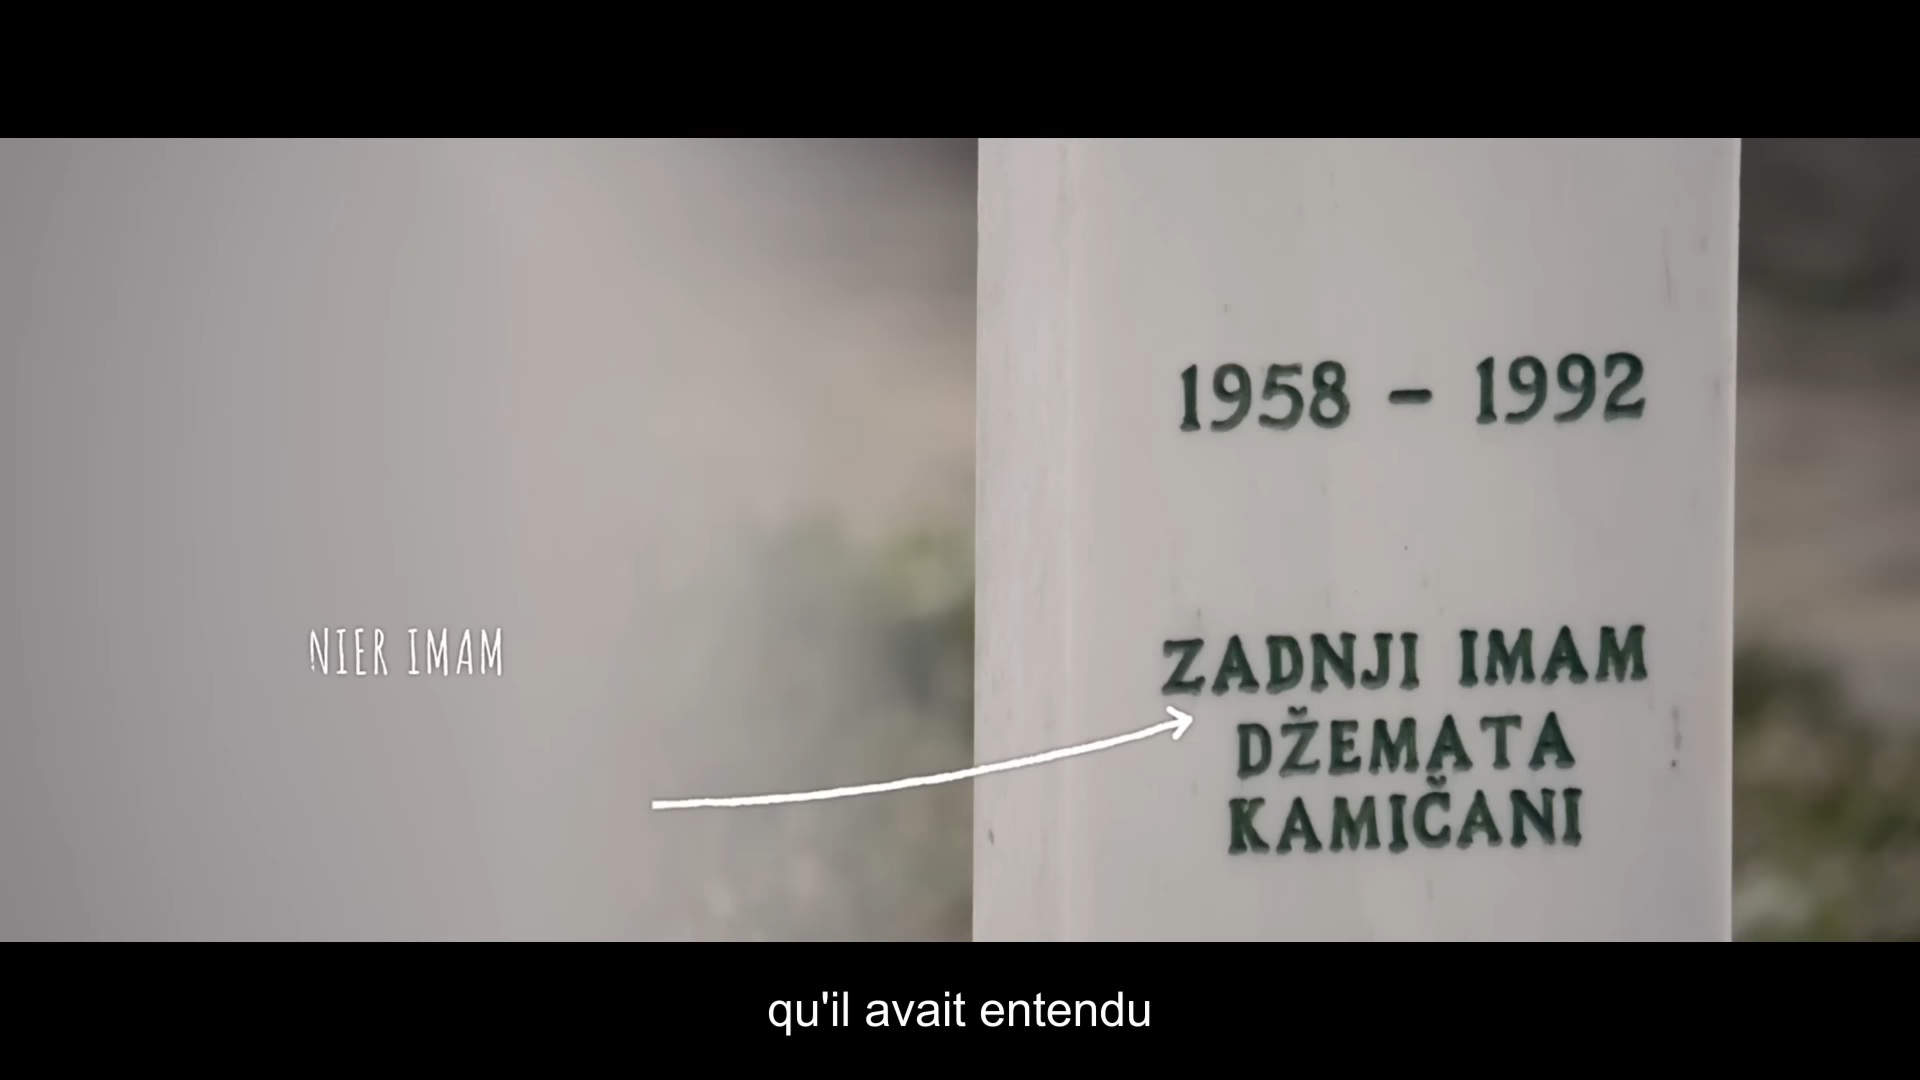 1958 – 1992
NIER IMAM
ZADNJI IMAM
DŽEMATA
KAMIČANI
qu'il avait entendu